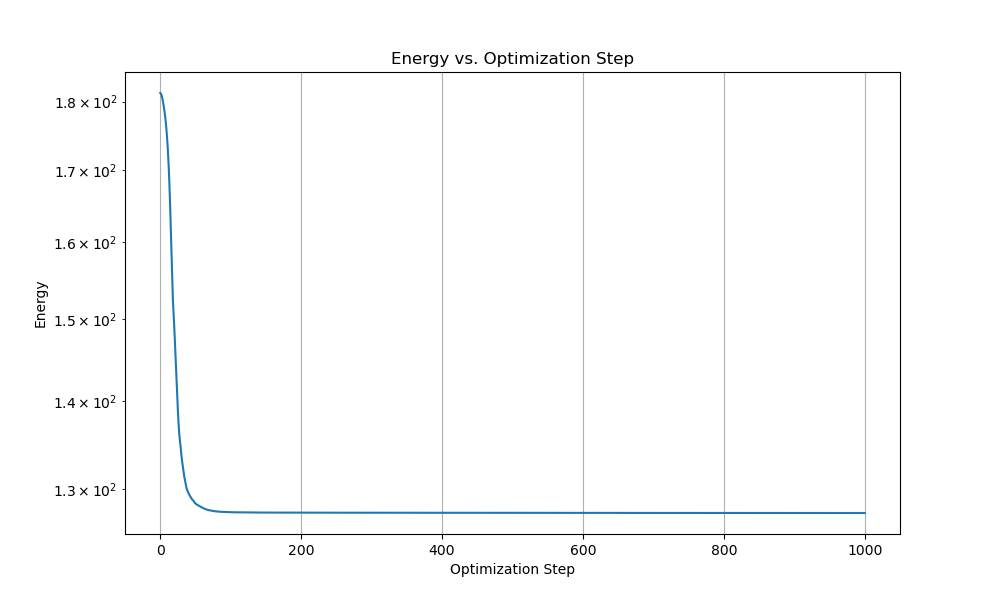 Energy vs. Optimization Step
1.8 × 10²
1.7 × 10²
1.6 × 10²
1.5 × 10²
1.4 × 10²
1.3 × 10²
Energy
0 200 400 600 800 1000
Optimization Step